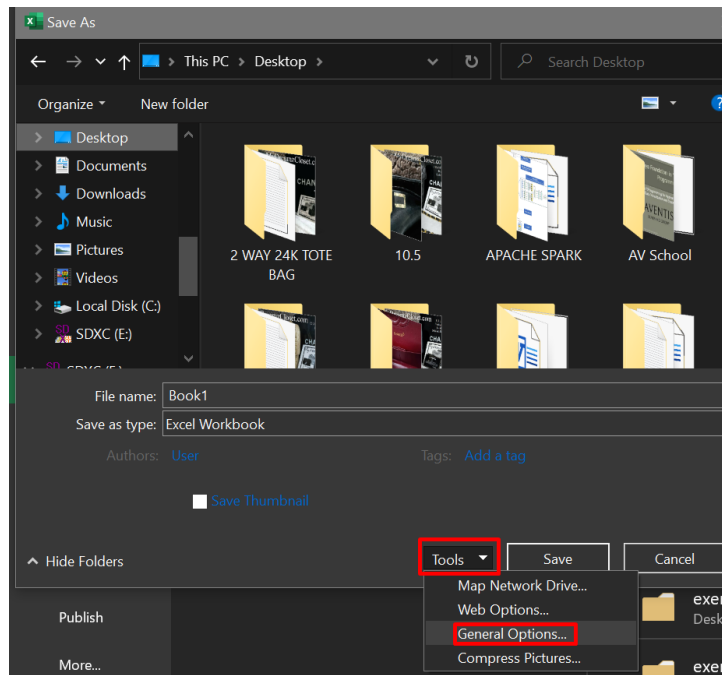 Save As
This PC > Desktop >
Search Desktop
Organize
New folder
Desktop
Documents
Downloads
Music
Pictures
Videos
Local Disk (C:)
SDXC (E:)
2 WAY 24K TOTE
BAG
10.5
APACHE SPARK
AV School
File name: Book1
Save as type: Excel Workbook
Authors: User
Tags: Add a tag
Save Thumbnail
Hide Folders
Tools
Save
Cancel
Map Network Drive...
Web Options...
General Options...
Compress Pictures...
Publish
More...
exer
Desk
exer